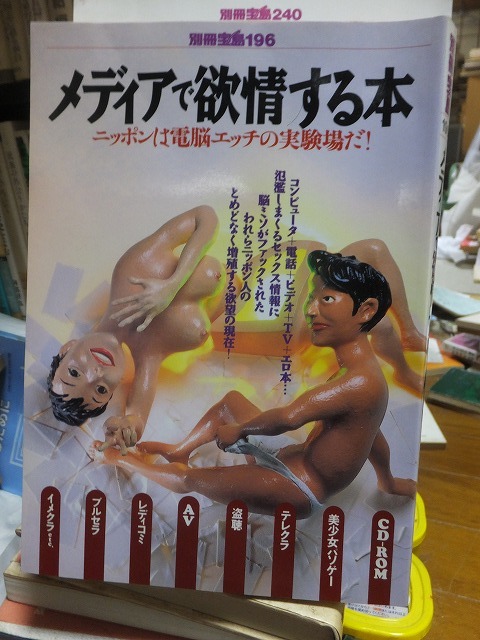 別冊宝島240
別冊宝島196
メディアで欲情する本
ニッポンは電脳エッチの実験場だ!
コンピュータ+電話+ビデオ+TV+エロ本…
氾濫しまくるセックス情報に
脳ミソがファックされた
われらニッポン人の
とめどなく増殖する欲望の現在!
CD-ROM
美少女パソゲー
テレクラ
盗聴
AV
レディコミ
ブルセラ
イメクラetc.